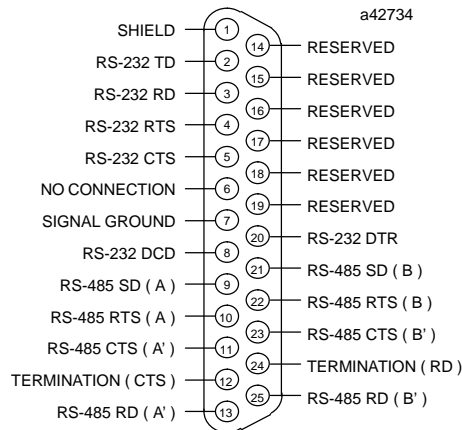 a42734
SHIELD 1
14 RESERVED
RS-232 TD 2
15 RESERVED
RS-232 RD 3
16 RESERVED
RS-232 RTS 4
17 RESERVED
RS-232 CTS 5
18 RESERVED
NO CONNECTION 6
19 RESERVED
SIGNAL GROUND 7
20 RS-232 DTR
RS-232 DCD 8
21 RS-485 SD ( B )
RS-485 SD ( A ) 9
22 RS-485 RTS ( B )
RS-485 RTS ( A ) 10
23 RS-485 CTS ( B' )
RS-485 CTS ( A' ) 11
24 TERMINATION ( RD )
TERMINATION ( CTS ) 12
25 RS-485 RD ( B' )
RS-485 RD ( A' ) 13